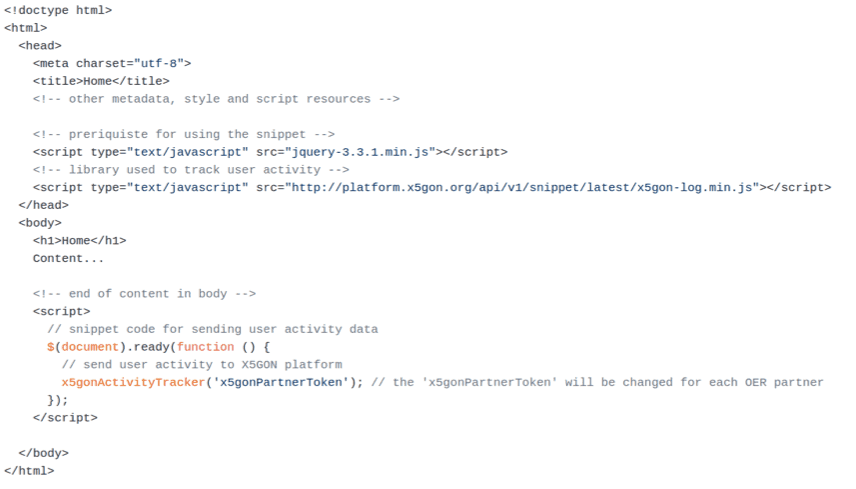 <!doctype html>
<html>
<head>
<meta charset="utf-8">
<title>Home</title>
<!-- other metadata, style and script resources -->
<!-- preriquiste for using the snippet -->
<script type="text/javascript" src="jquery-3.3.1.min.js"></script>
<!-- library used to track user activity -->
<script type="text/javascript" src="http://platform.x5gon.org/api/v1/snippet/latest/x5gon-log.min.js"></script>
</head>
<body>
<h1>Home</h1>
Content...
<!-- end of content in body -->
<script>
// snippet code for sending user activity data
$(document).ready(function () {
// send user activity to X5GON platform
x5gonActivityTracker('x5gonPartnerToken'); // the 'x5gonPartnerToken' will be changed for each OER partner
});
</script>
</body>
</html>